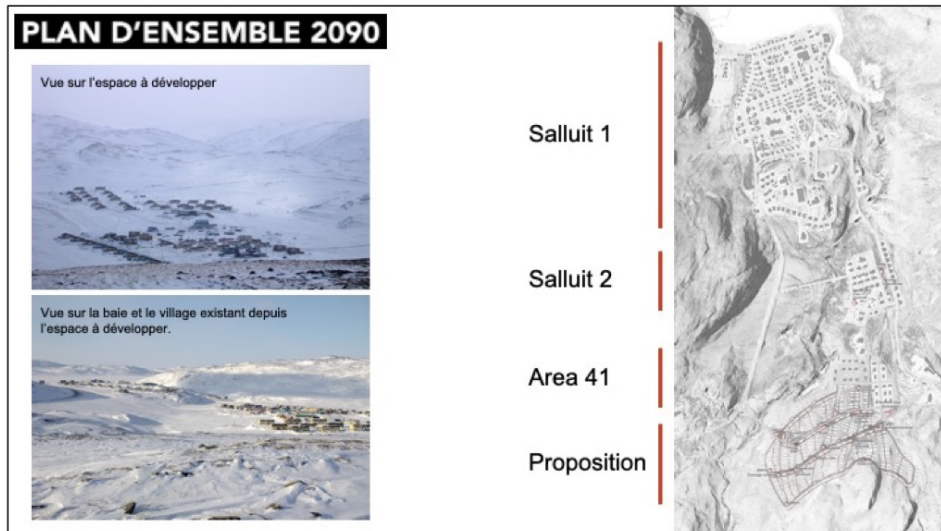 PLAN D'ENSEMBLE 2090
Vue sur l'espace à développer
Vue sur la baie et le village existant depuis
l'espace à développer.
Salluit 1
Salluit 2
Area 41
Proposition